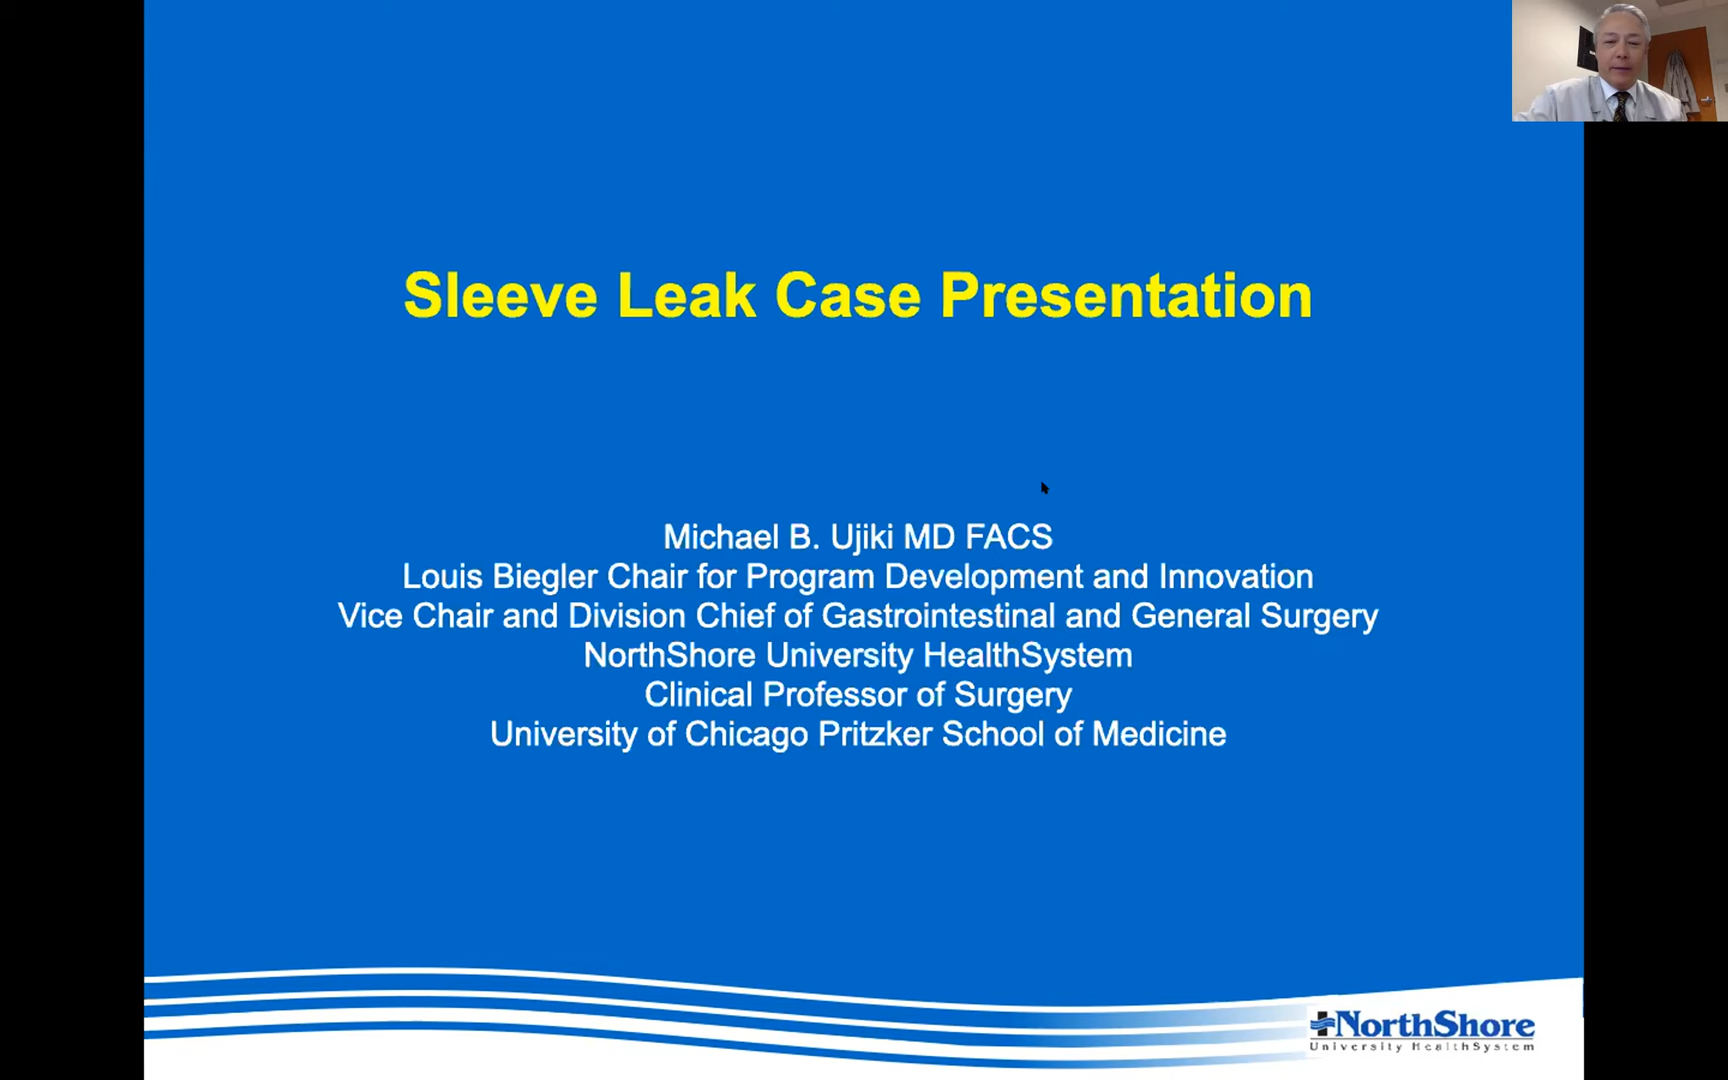 Sleeve Leak Case Presentation
Michael B. Ujiki MD FACS
Louis Biegler Chair for Program Development and Innovation
Vice Chair and Division Chief of Gastrointestinal and General Surgery
NorthShore University HealthSystem
Clinical Professor of Surgery
University of Chicago Pritzker School of Medicine
NorthShore
University HealthSystem